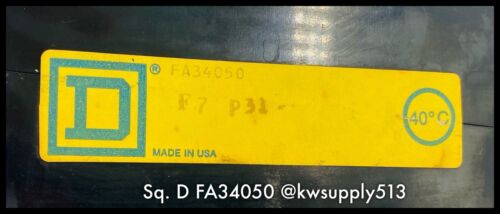 ® FA34050
F7 P31
40°C
MADE IN USA
Sq. D FA34050 @kwsupply513